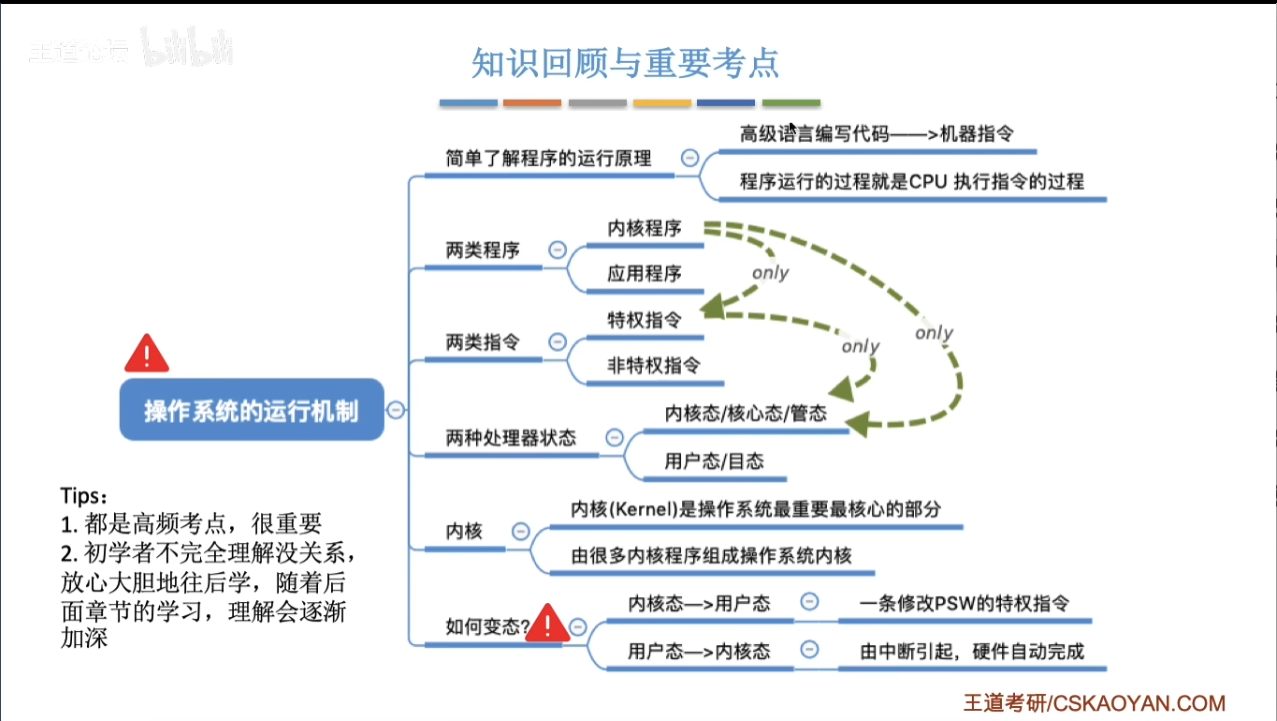 王道论坛 bilibili
知识回顾与重要考点
高级语言编写代码——>机器指令
简单了解程序的运行原理
程序运行的过程就是CPU 执行指令的过程
内核程序
两类程序
应用程序
only
特权指令
两类指令
only
only
非特权指令
操作系统的运行机制
内核态/核心态/管态
两种处理器状态
用户态/目态
Tips：
1. 都是高频考点，很重要
2. 初学者不完全理解没关系，
放心大胆地往后学，随着后
面章节的学习，理解会逐渐
加深
内核(Kernel)是操作系统最重要最核心的部分
内核
由很多内核程序组成操作系统内核
内核态—>用户态
一条修改PSW的特权指令
如何变态?
用户态—>内核态
由中断引起，硬件自动完成
王道考研/CSKAOYAN.COM